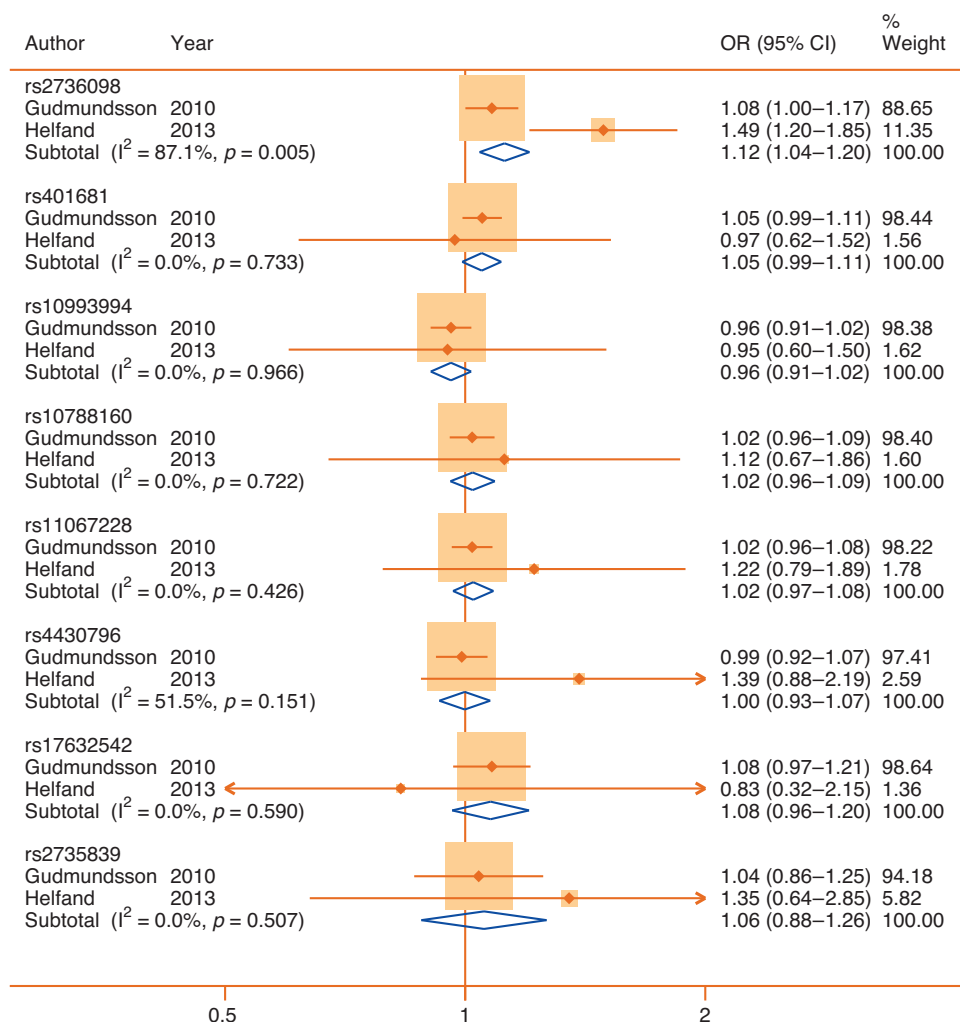 Author Year OR (95% CI) % Weight
rs2736098
Gudmundsson 2010 1.08 (1.00–1.17) 88.65
Helfand 2013 1.49 (1.20–1.85) 11.35
Subtotal (I² = 87.1%, p = 0.005) 1.12 (1.04–1.20) 100.00
rs401681
Gudmundsson 2010 1.05 (0.99–1.11) 98.44
Helfand 2013 0.97 (0.62–1.52) 1.56
Subtotal (I² = 0.0%, p = 0.733) 1.05 (0.99–1.11) 100.00
rs10993994
Gudmundsson 2010 0.96 (0.91–1.02) 98.38
Helfand 2013 0.95 (0.60–1.50) 1.62
Subtotal (I² = 0.0%, p = 0.966) 0.96 (0.91–1.02) 100.00
rs10788160
Gudmundsson 2010 1.02 (0.96–1.09) 98.40
Helfand 2013 1.12 (0.67–1.86) 1.60
Subtotal (I² = 0.0%, p = 0.722) 1.02 (0.96–1.09) 100.00
rs11067228
Gudmundsson 2010 1.02 (0.96–1.08) 98.22
Helfand 2013 1.22 (0.79–1.89) 1.78
Subtotal (I² = 0.0%, p = 0.426) 1.02 (0.97–1.08) 100.00
rs4430796
Gudmundsson 2010 0.99 (0.92–1.07) 97.41
Helfand 2013 1.39 (0.88–2.19) 2.59
Subtotal (I² = 51.5%, p = 0.151) 1.00 (0.93–1.07) 100.00
rs17632542
Gudmundsson 2010 1.08 (0.97–1.21) 98.64
Helfand 2013 0.83 (0.32–2.15) 1.36
Subtotal (I² = 0.0%, p = 0.590) 1.08 (0.96–1.20) 100.00
rs2735839
Gudmundsson 2010 1.04 (0.86–1.25) 94.18
Helfand 2013 1.35 (0.64–2.85) 5.82
Subtotal (I² = 0.0%, p = 0.507) 1.06 (0.88–1.26) 100.00
0.5 1 2